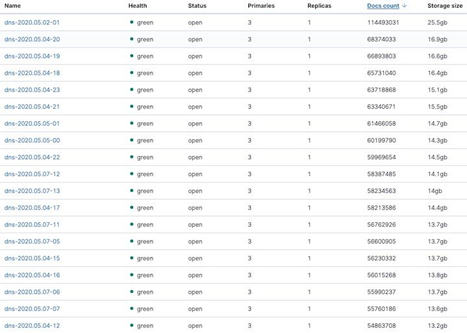 Name Health Status Primaries Replicas Docs count ↓ Storage size
dns-2020.05.02-01 green open 3 1 114493031 25.5gb
dns-2020.05.04-20 green open 3 1 68374033 16.9gb
dns-2020.05.04-19 green open 3 1 66893803 16.6gb
dns-2020.05.04-18 green open 3 1 65731040 16.4gb
dns-2020.05.04-23 green open 3 1 63718868 15.1gb
dns-2020.05.04-21 green open 3 1 63340671 15.5gb
dns-2020.05.05-01 green open 3 1 61466058 14.7gb
dns-2020.05.05-00 green open 3 1 60199790 14.3gb
dns-2020.05.04-22 green open 3 1 59969654 14.5gb
dns-2020.05.07-12 green open 3 1 58387485 14.1gb
dns-2020.05.07-13 green open 3 1 58234563 14gb
dns-2020.05.04-17 green open 3 1 58213586 14.4gb
dns-2020.05.07-11 green open 3 1 56762926 13.7gb
dns-2020.05.07-05 green open 3 1 56600905 13.7gb
dns-2020.05.04-15 green open 3 1 56230332 13.7gb
dns-2020.05.04-16 green open 3 1 56015268 13.8gb
dns-2020.05.07-06 green open 3 1 55990237 13.7gb
dns-2020.05.07-07 green open 3 1 55760186 13.6gb
dns-2020.05.04-12 green open 3 1 54863708 13.2gb